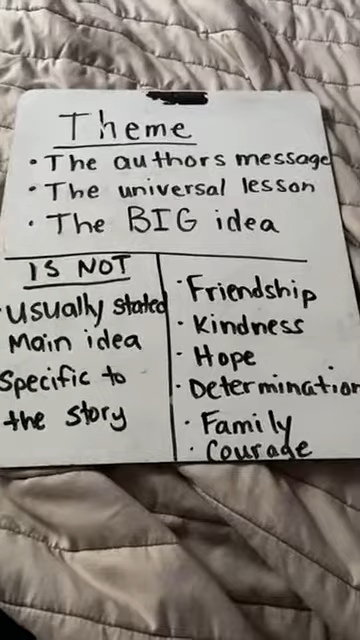 Theme
• The authors message
• The universal lesson
• The BIG idea
IS NOT
• usually stated
Main idea
Specific to
the story
• Friendship
• Kindness
• Hope
• Determination
• Family
• Courage